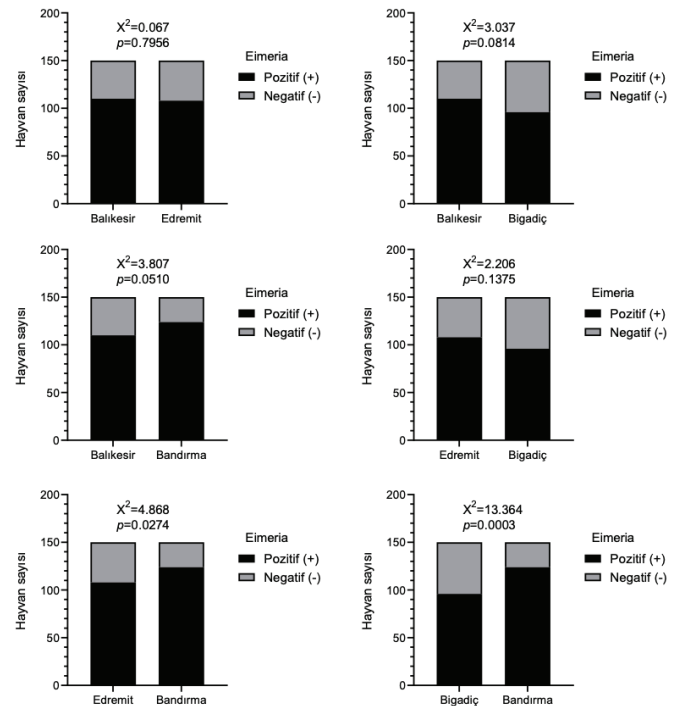 X²=0.067
p=0.7956
Eimeria
Pozitif (+)
Negatif (-)
Hayvan sayısı
200
150
100
50
0
Balıkesir Edremit
X²=3.037
p=0.0814
Eimeria
Pozitif (+)
Negatif (-)
Hayvan sayısı
200
150
100
50
0
Balıkesir Bigadiç
X²=3.807
p=0.0510
Eimeria
Pozitif (+)
Negatif (-)
Hayvan sayısı
200
150
100
50
0
Balıkesir Bandırma
X²=2.206
p=0.1375
Eimeria
Pozitif (+)
Negatif (-)
Hayvan sayısı
200
150
100
50
0
Edremit Bigadiç
X²=4.868
p=0.0274
Eimeria
Pozitif (+)
Negatif (-)
Hayvan sayısı
200
150
100
50
0
Edremit Bandırma
X²=13.364
p=0.0003
Eimeria
Pozitif (+)
Negatif (-)
Hayvan sayısı
200
150
100
50
0
Bigadiç Bandırma